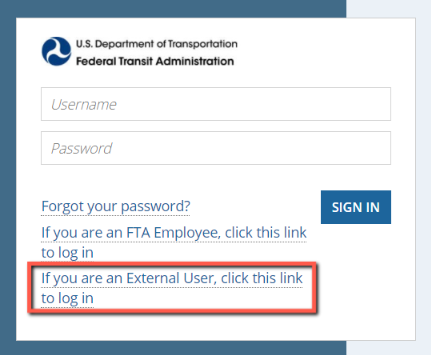 U.S. Department of Transportation
Federal Transit Administration
Username
Password
Forgot your password?
SIGN IN
If you are an FTA Employee, click this link
to log in
If you are an External User, click this link
to log in